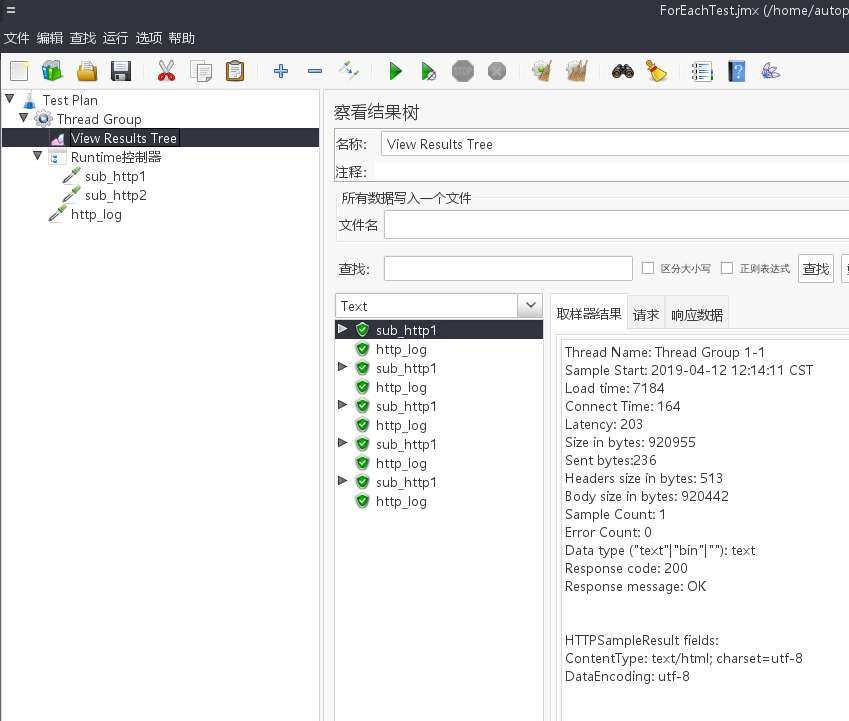 ForEachTest.jmx (/home/autop
文件 编辑 查找 运行 选项 帮助
STOP
Test Plan
Thread Group
View Results Tree
Runtime控制器
sub_http1
sub_http2
http_log
察看结果树
名称: View Results Tree
注释:
所有数据写入一个文件
文件名
查找: 区分大小写 正则表达式 查找
Text
sub_http1
http_log
sub_http1
http_log
sub_http1
http_log
sub_http1
http_log
sub_http1
http_log
取样器结果 请求 响应数据
Thread Name: Thread Group 1-1
Sample Start: 2019-04-12 12:14:11 CST
Load time: 7184
Connect Time: 164
Latency: 203
Size in bytes: 920955
Sent bytes:236
Headers size in bytes: 513
Body size in bytes: 920442
Sample Count: 1
Error Count: 0
Data type ("text"|"bin"|""): text
Response code: 200
Response message: OK
HTTPSampleResult fields:
ContentType: text/html; charset=utf-8
DataEncoding: utf-8